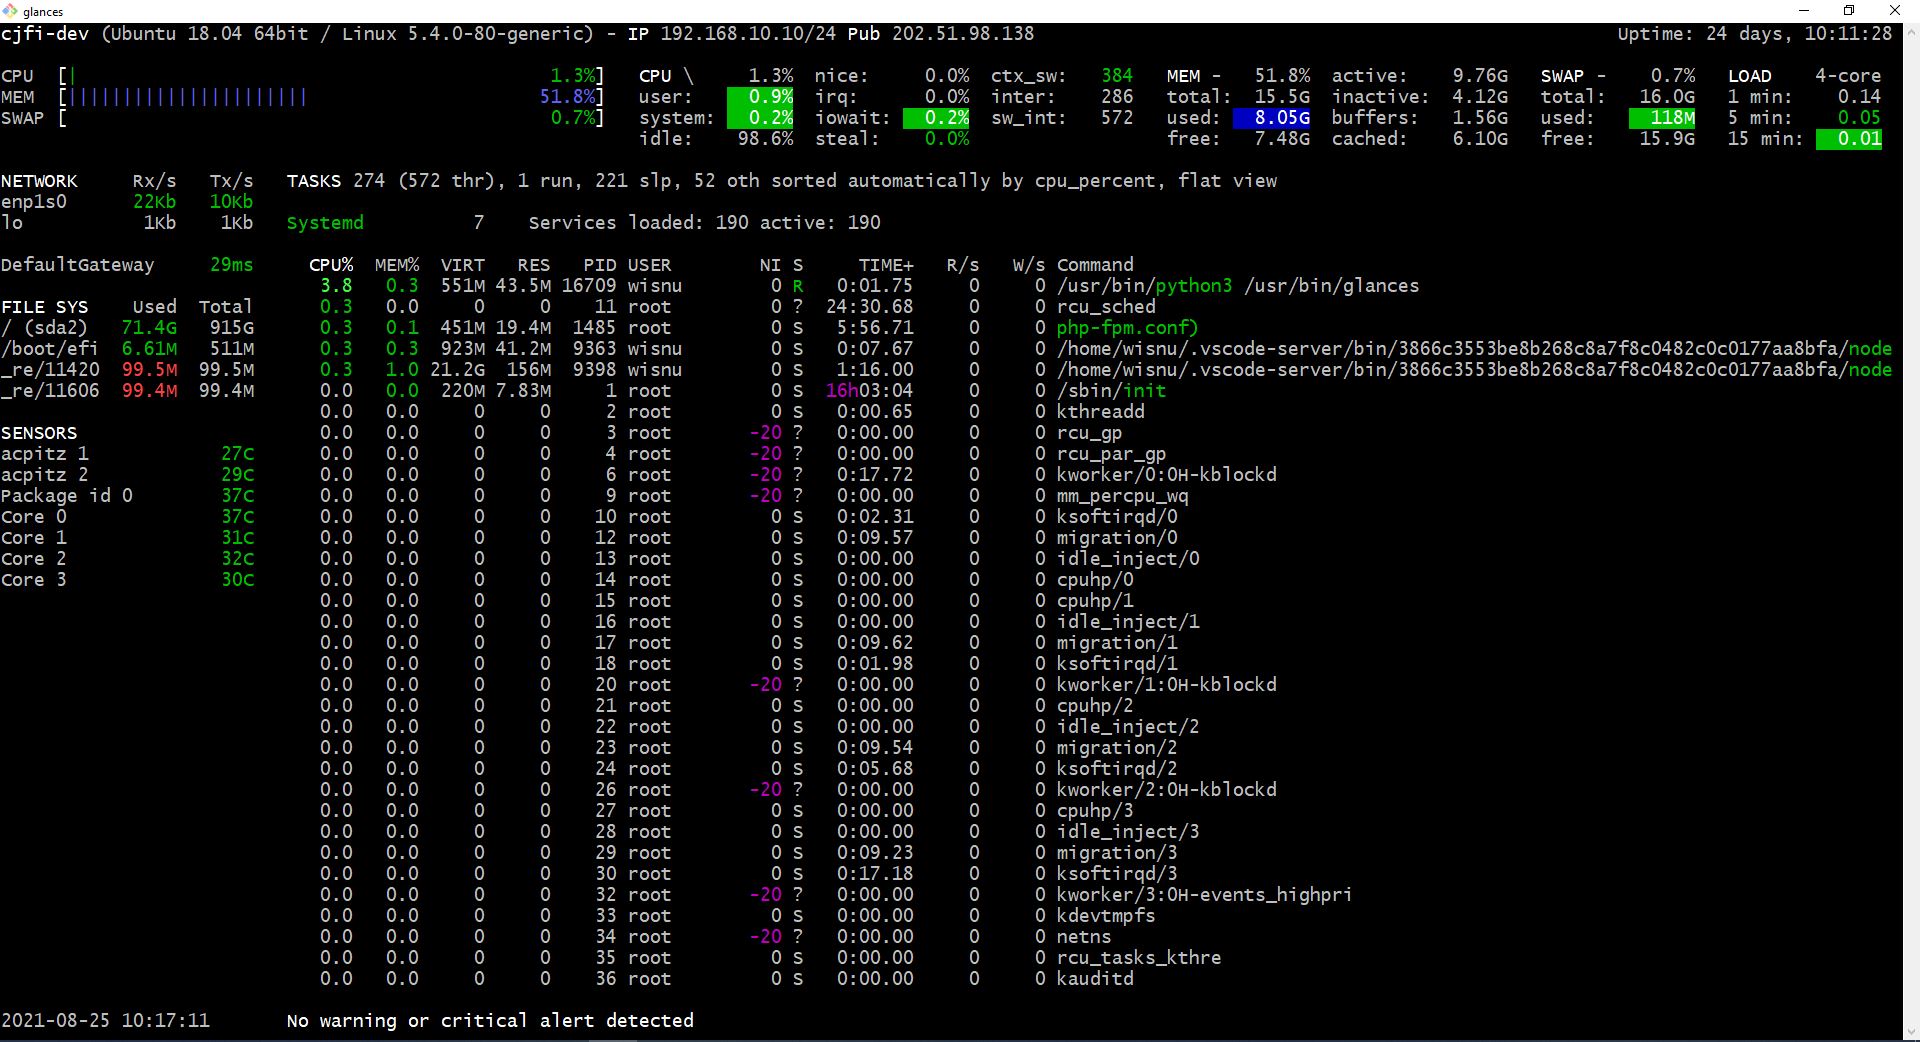 glances
cjfi-dev (Ubuntu 18.04 64bit / Linux 5.4.0-80-generic) - IP 192.168.10.10/24 Pub 202.51.98.138 Uptime: 24 days, 10:11:28
CPU [| 1.3%] CPU \ 1.3% nice: 0.0% ctx_sw: 384 MEM - 51.8% active: 9.76G SWAP - 0.7% LOAD 4-core
MEM [|||||||||||||||||||||| 51.8%] user: 0.9% irq: 0.0% inter: 286 total: 15.5G inactive: 4.12G total: 16.0G 1 min: 0.14
SWAP [ 0.7%] system: 0.2% iowait: 0.2% sw_int: 572 used: 8.05G buffers: 1.56G used: 118M 5 min: 0.05
idle: 98.6% steal: 0.0% free: 7.48G cached: 6.10G free: 15.9G 15 min: 0.01
NETWORK Rx/s Tx/s TASKS 274 (572 thr), 1 run, 221 slp, 52 oth sorted automatically by cpu_percent, flat view
enp1s0 22Kb 10Kb
lo 1Kb 1Kb Systemd 7 Services loaded: 190 active: 190
DefaultGateway 29ms CPU% MEM% VIRT RES PID USER NI S TIME+ R/s W/s Command
3.8 0.3 551M 43.5M 16709 wisnu 0 R 0:01.75 0 0 /usr/bin/python3 /usr/bin/glances
FILE SYS Used Total 0.3 0.0 0 0 11 root 0 ? 24:30.68 0 0 rcu_sched
/ (sda2) 71.4G 915G 0.3 0.1 451M 19.4M 1485 root 0 S 5:56.71 0 0 php-fpm.conf)
/boot/efi 6.61M 511M 0.3 0.3 923M 41.2M 9363 wisnu 0 S 0:07.67 0 0 /home/wisnu/.vscode-server/bin/3866c3553be8b268c8a7f8c0482c0c0177aa8bfa/node
_re/11420 99.5M 99.5M 0.3 1.0 21.2G 156M 9398 wisnu 0 S 1:16.00 0 0 /home/wisnu/.vscode-server/bin/3866c3553be8b268c8a7f8c0482c0c0177aa8bfa/node
_re/11606 99.4M 99.4M 0.0 0.0 220M 7.83M 1 root 0 S 16h03:04 0 0 /sbin/init
0.0 0.0 0 0 2 root 0 S 0:00.65 0 0 kthreadd
SENSORS 0.0 0.0 0 0 3 root -20 ? 0:00.00 0 0 rcu_gp
acpitz 1 27C 0.0 0.0 0 0 4 root -20 ? 0:00.00 0 0 rcu_par_gp
acpitz 2 29C 0.0 0.0 0 0 6 root -20 ? 0:17.72 0 0 kworker/0:0H-kblockd
Package id 0 37C 0.0 0.0 0 0 9 root -20 ? 0:00.00 0 0 mm_percpu_wq
Core 0 37C 0.0 0.0 0 0 10 root 0 S 0:02.31 0 0 ksoftirqd/0
Core 1 31C 0.0 0.0 0 0 12 root 0 S 0:09.57 0 0 migration/0
Core 2 32C 0.0 0.0 0 0 13 root 0 S 0:00.00 0 0 idle_inject/0
Core 3 30C 0.0 0.0 0 0 14 root 0 S 0:00.00 0 0 cpuhp/0
0.0 0.0 0 0 15 root 0 S 0:00.00 0 0 cpuhp/1
0.0 0.0 0 0 16 root 0 S 0:00.00 0 0 idle_inject/1
0.0 0.0 0 0 17 root 0 S 0:09.62 0 0 migration/1
0.0 0.0 0 0 18 root 0 S 0:01.98 0 0 ksoftirqd/1
0.0 0.0 0 0 20 root -20 ? 0:00.00 0 0 kworker/1:0H-kblockd
0.0 0.0 0 0 21 root 0 S 0:00.00 0 0 cpuhp/2
0.0 0.0 0 0 22 root 0 S 0:00.00 0 0 idle_inject/2
0.0 0.0 0 0 23 root 0 S 0:09.54 0 0 migration/2
0.0 0.0 0 0 24 root 0 S 0:05.68 0 0 ksoftirqd/2
0.0 0.0 0 0 26 root -20 ? 0:00.00 0 0 kworker/2:0H-kblockd
0.0 0.0 0 0 27 root 0 S 0:00.00 0 0 cpuhp/3
0.0 0.0 0 0 28 root 0 S 0:00.00 0 0 idle_inject/3
0.0 0.0 0 0 29 root 0 S 0:09.23 0 0 migration/3
0.0 0.0 0 0 30 root 0 S 0:17.18 0 0 ksoftirqd/3
0.0 0.0 0 0 32 root -20 ? 0:00.00 0 0 kworker/3:0H-events_highpri
0.0 0.0 0 0 33 root 0 S 0:00.00 0 0 kdevtmpfs
0.0 0.0 0 0 34 root -20 ? 0:00.00 0 0 netns
0.0 0.0 0 0 35 root 0 S 0:00.00 0 0 rcu_tasks_kthre
0.0 0.0 0 0 36 root 0 S 0:00.00 0 0 kauditd
2021-08-25 10:17:11 No warning or critical alert detected